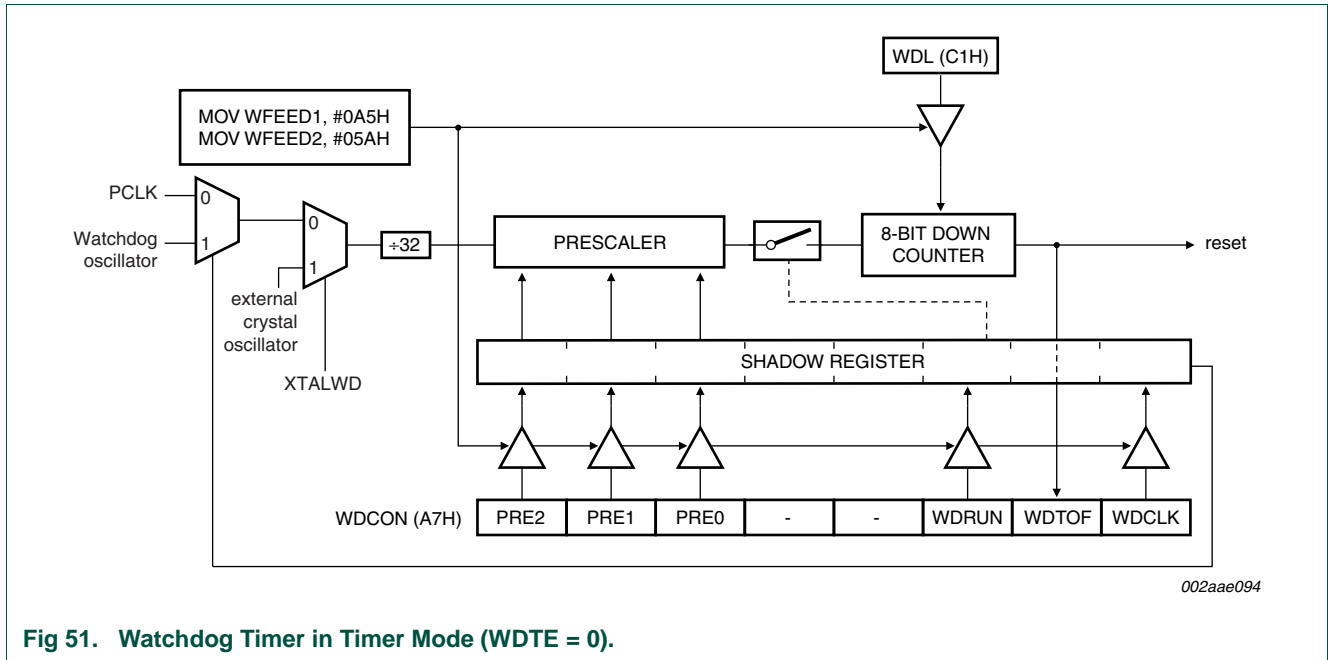 WDL (C1H)
MOV WFEED1, #0A5H
MOV WFEED2, #05AH
PCLK
0
Watchdog
oscillator
1
0
1
÷32
external
crystal
oscillator
XTALWD
PRESCALER
8-BIT DOWN
COUNTER
reset
SHADOW REGISTER
WDCON (A7H)
PRE2
PRE1
PRE0
-
-
WDRUN
WDTOF
WDCLK
002aae094
Fig 51. Watchdog Timer in Timer Mode (WDTE = 0).